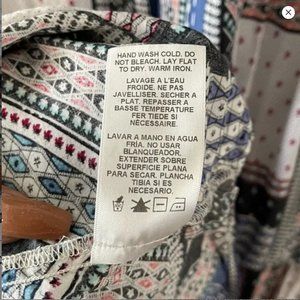 HAND WASH COLD. DO
NOT BLEACH. LAY FLAT
TO DRY. WARM IRON.
LAVAGE A L'EAU
FROIDE. NE PAS
JAVELLISER. SECHER A
PLAT. REPASSER A
BASSE TEMPERATURE
FER TIEDE SI
NÉCESSAIRE.
LAVAR A MANO EN AGUA
FRÍA. NO USAR
BLANQUEADOR.
EXTENDER SOBRE
SUPERFICIE PLANA
PARA SECAR. PLANCHA
TIBIA SI ES
NECESARIO.